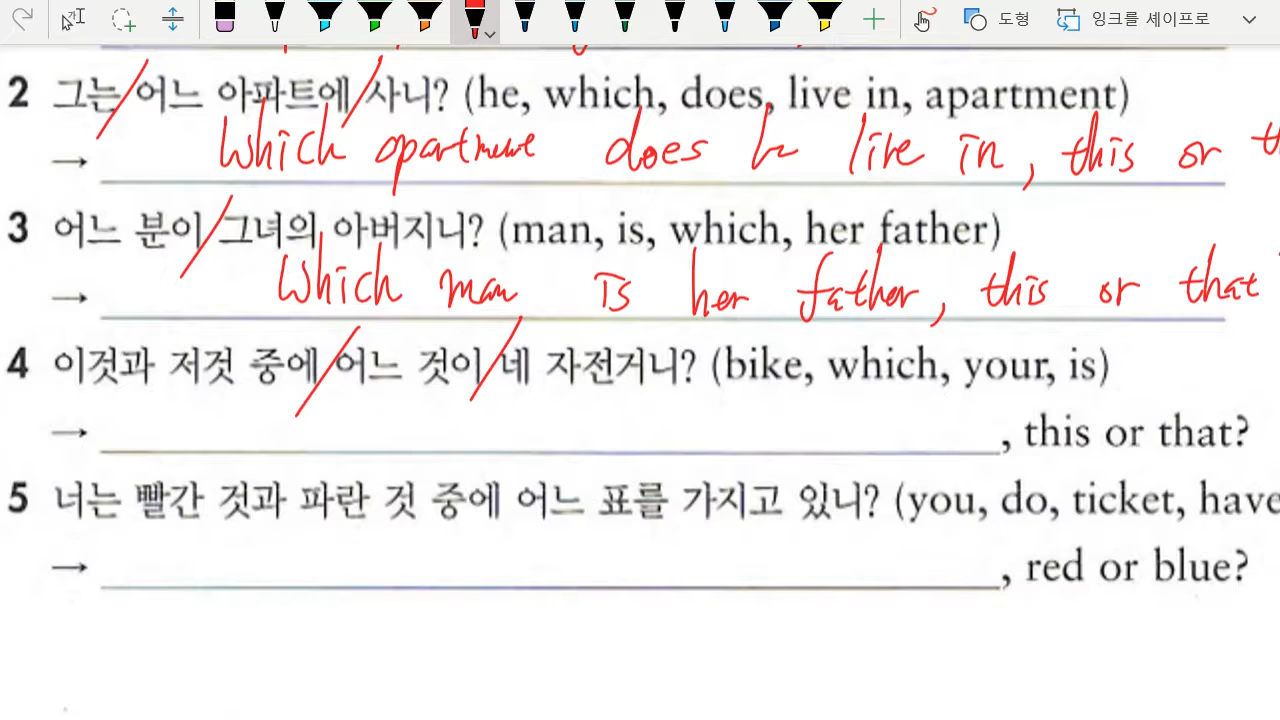 도형 잉크를 셰이프로
2 그는 어느 아파트에 사니? (he, which, does, live in, apartment)
→ Which apartment does he live in, this or
3 어느 분이 그녀의 아버지니? (man, is, which, her father)
→ Which man is her father, this or that
4 이것과 저것 중에 어느 것이 네 자전거니? (bike, which, your, is)
→ , this or that?
5 너는 빨간 것과 파란 것 중에 어느 표를 가지고 있니? (you, do, ticket, have
→ , red or blue?